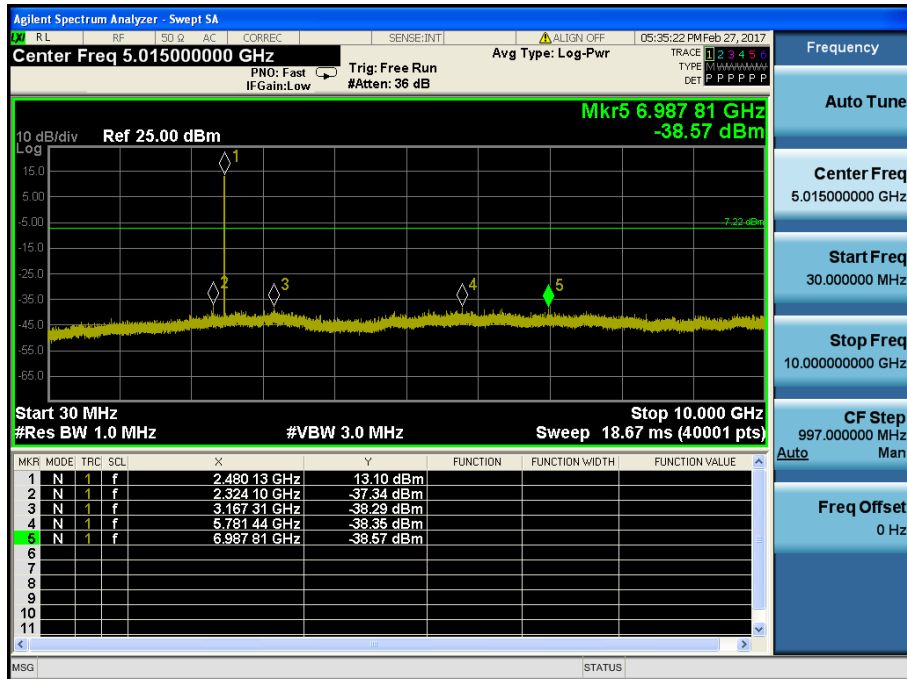 Agilent Spectrum Analyzer - Swept SA
LXI RL RF 50 Ω AC CORREC SENSE:INT ALIGN OFF 05:35:22 PM Feb 27, 2017
Center Freq 5.015000000 GHz
PNO: Fast
IFGain:Low
Trig: Free Run
#Atten: 36 dB
Avg Type: Log-Pwr
TRACE 1 2 3 4 5 6
TYPE M WWWWW
DET P P P P P P
Mkr5 6.987 81 GHz
-38.57 dBm
10 dB/div Ref 25.00 dBm
Log
15.0
5.00
-5.00
-15.0
-25.0
-35.0
-45.0
-55.0
-65.0
1
2
3
4
5
-7.22 dBm
Start 30 MHz Stop 10.000 GHz
#Res BW 1.0 MHz #VBW 3.0 MHz Sweep 18.67 ms (40001 pts)
MKR MODE TRC SCL X Y FUNCTION FUNCTION WIDTH FUNCTION VALUE
1 N 1 f 2.480 13 GHz 13.10 dBm
2 N 1 f 2.324 10 GHz -37.34 dBm
3 N 1 f 3.167 31 GHz -38.29 dBm
4 N 1 f 5.781 44 GHz -38.35 dBm
5 N 1 f 6.987 81 GHz -38.57 dBm
6
7
8
9
10
11
MSG STATUS
Frequency
Auto Tune
Center Freq
5.015000000 GHz
Start Freq
30.000000 MHz
Stop Freq
10.000000000 GHz
CF Step
997.000000 MHz
Auto Man
Freq Offset
0 Hz